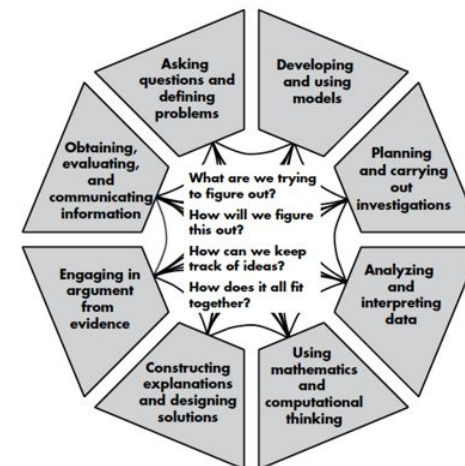 Asking
questions and
defining
problems
Developing
and using
models
Planning
and carrying
out
investigations
Analyzing
and
interpreting
data
Using
mathematics
and
computational
thinking
Constructing
explanations
and designing
solutions
Engaging in
argument
from
evidence
Obtaining,
evaluating,
and
communicating
information
What are we trying
to figure out?
How will we figure
this out?
How can we keep
track of ideas?
How does it all fit
together?